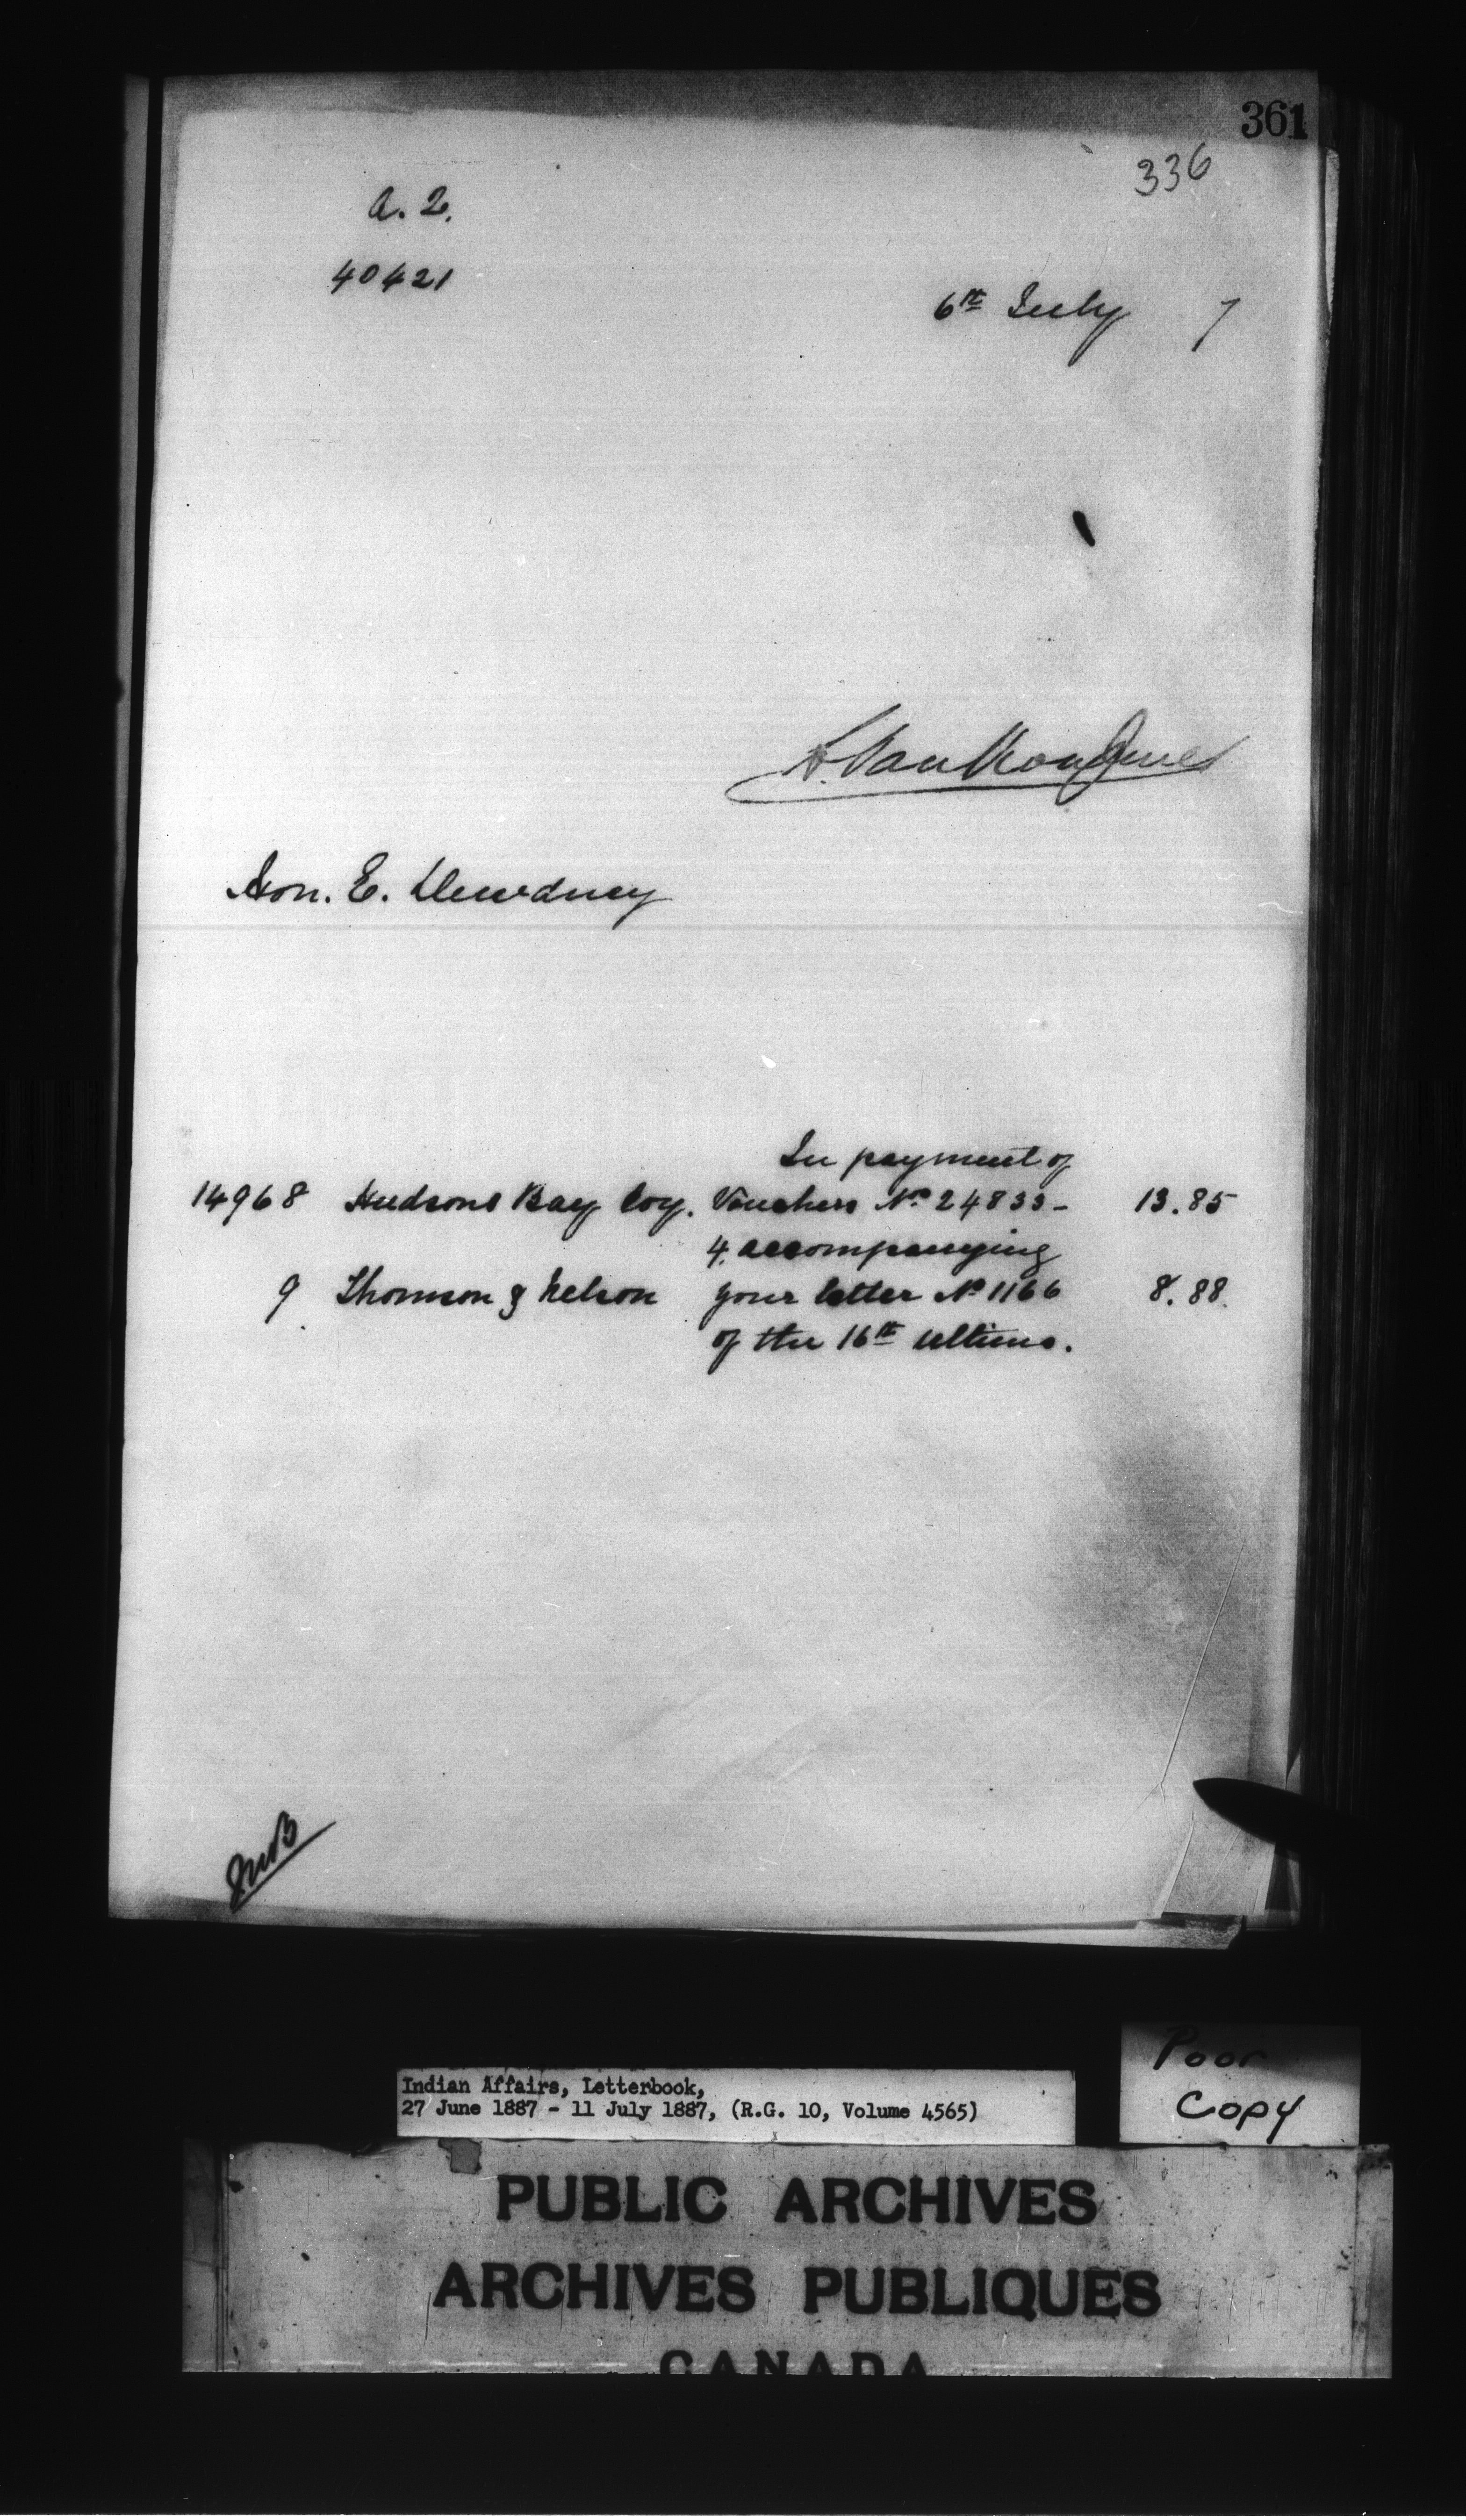 361
336
A. 2.
40421
6th July 7
L. VanKoughnet
Hon. E. Dewdney
In payment of
14968 Hudsons Bay Coy. Vouchers No 24833- 13.85
4. accompanying
9 Thomson & Nelson your letter No 1166 8.88
of the 16th ultimo.
Indian Affairs, Letterbook,
27 June 1887 - 11 July 1887, (R.G. 10, Volume 4565)
Poor
Copy
PUBLIC ARCHIVES
ARCHIVES PUBLIQUES
CANADA